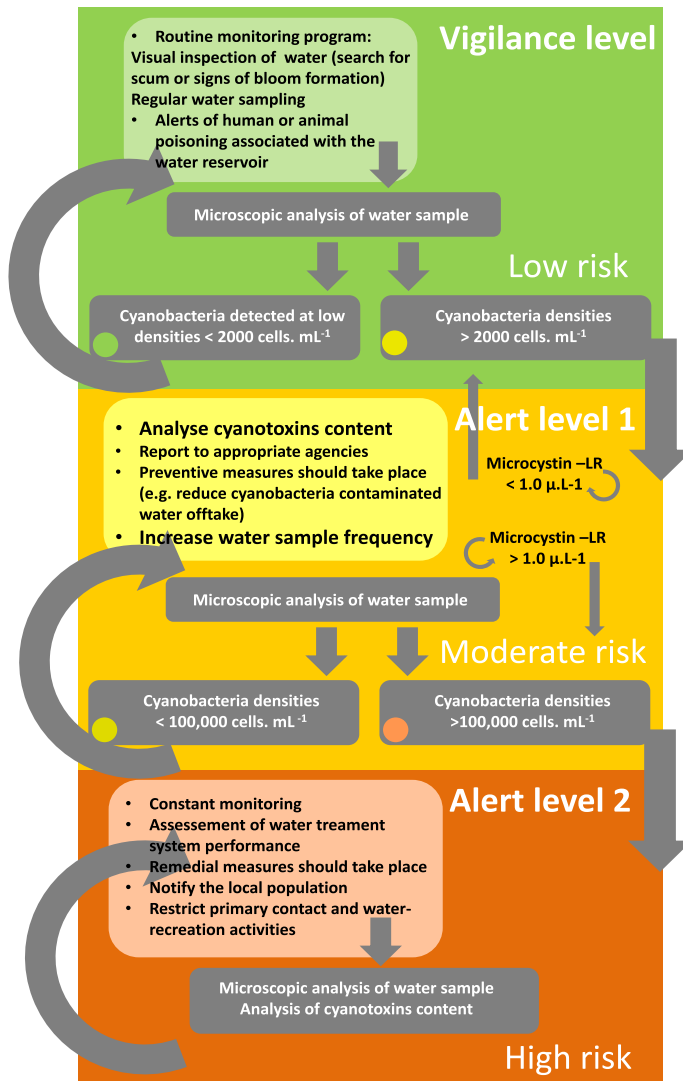 Vigilance level
• Routine monitoring program:
Visual inspection of  water (search for
scum or signs of bloom formation)
Regular water sampling
• Alerts of human or animal
poisoning associated with the
water reservoir
Microscopic analysis of water sample
Low risk
Cyanobacteria detected at low
densities < 2000 cells. mL-1
Cyanobacteria densities
> 2000 cells. mL-1
Alert level 1
• Analyse cyanotoxins content
• Report to appropriate agencies
• Preventive measures should take place
(e.g. reduce cyanobacteria contaminated
water offtake)
• Increase water sample frequency
Microcystin –LR
< 1.0 µ.L-1
Microcystin –LR
> 1.0 µ.L-1
Microscopic analysis of water sample
Moderate risk
Cyanobacteria densities
< 100,000 cells. mL -1
Cyanobacteria densities
>100,000 cells. mL-1
Alert level 2
• Constant monitoring
• Assessement of water treament
system performance
• Remedial measures should take place
• Notify the local population
• Restrict primary contact and water-
recreation activities
Microscopic analysis of water sample
Analysis of cyanotoxins content
High risk